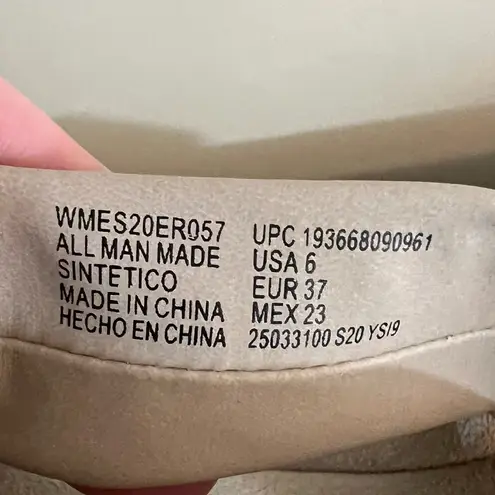 WMES20ER057
ALL MAN MADE
SINTETICO
MADE IN CHINA
HECHO EN CHINA
UPC 193668090961
USA 6
EUR 37
MEX 23
25033100 S20 YSI9